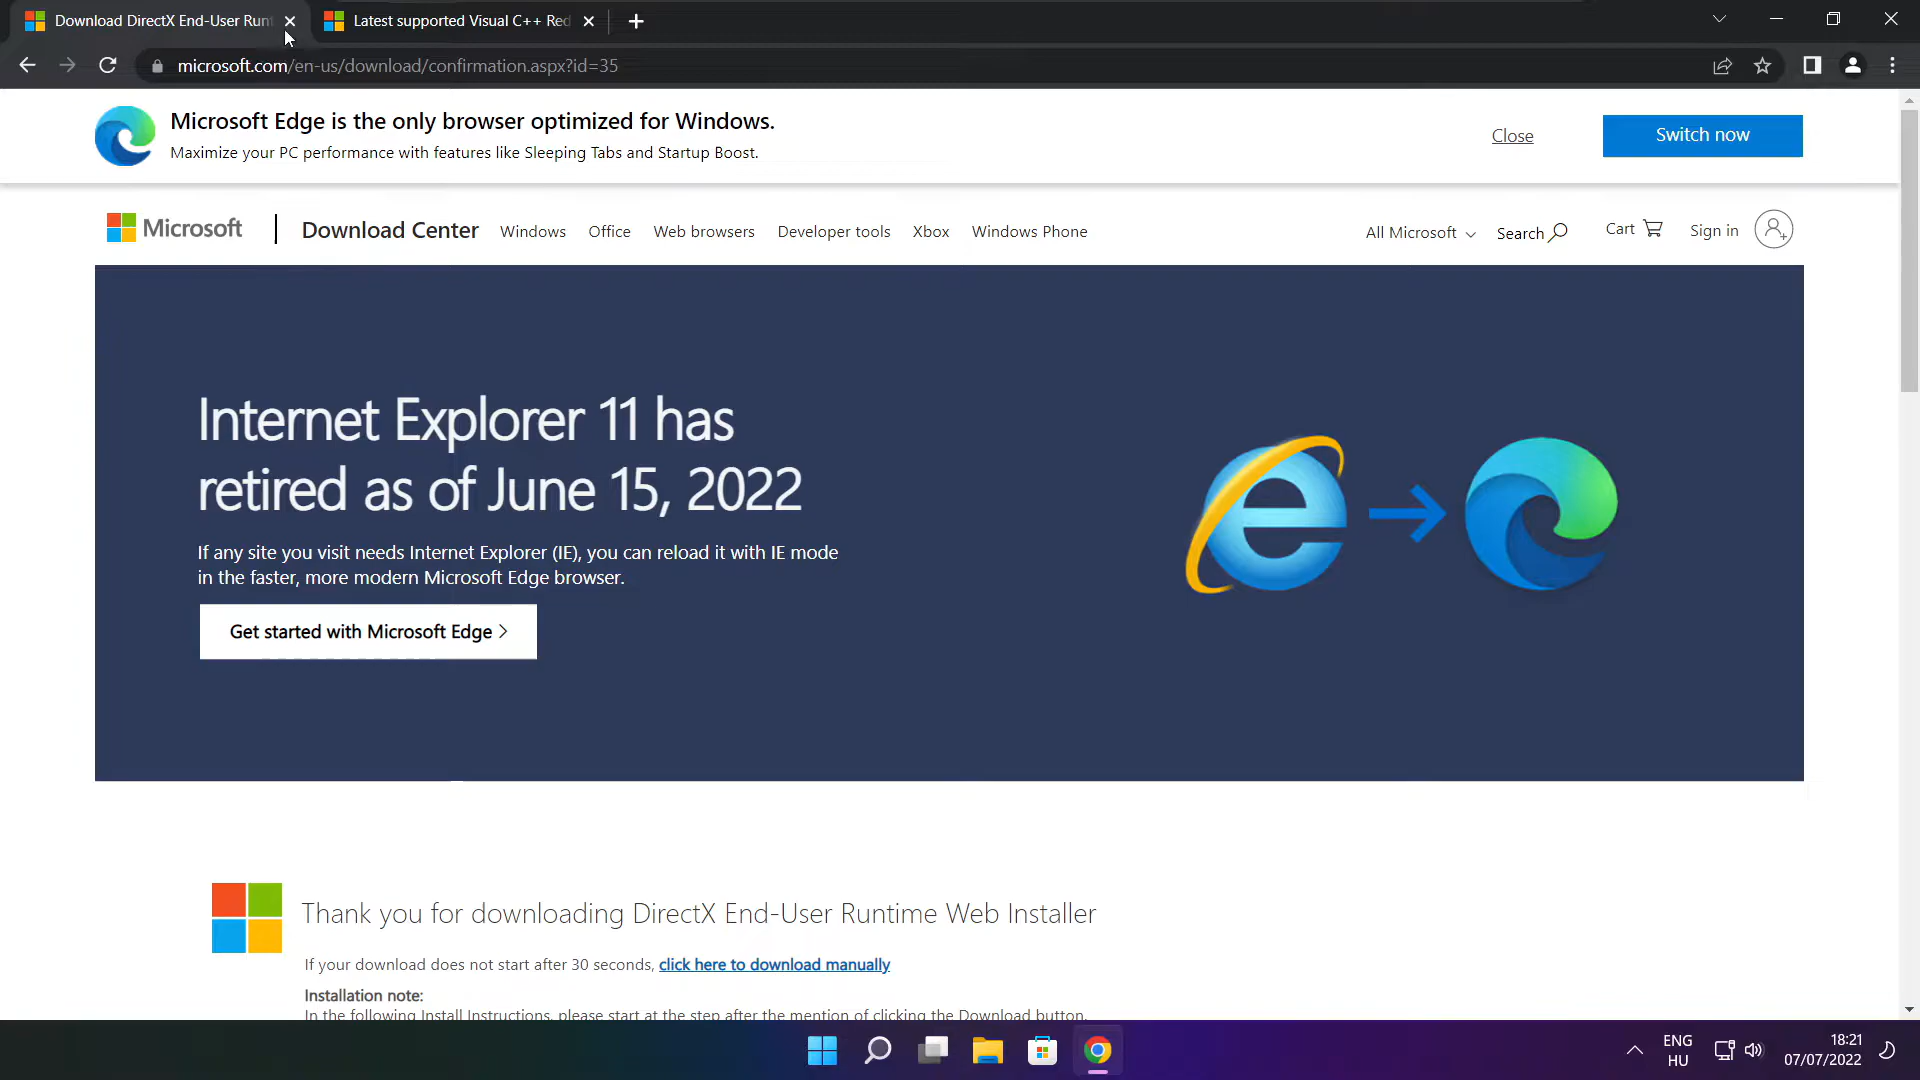 Download DirectX End-User Runt
Latest supported Visual C++ Red
microsoft.com/en-us/download/confirmation.aspx?id=35
Microsoft Edge is the only browser optimized for Windows.
Maximize your PC performance with features like Sleeping Tabs and Startup Boost.
Close
Switch now
Microsoft
Download Center
Windows
Office
Web browsers
Developer tools
Xbox
Windows Phone
All Microsoft
Search
Cart
Sign in
Internet Explorer 11 has
retired as of June 15, 2022
If any site you visit needs Internet Explorer (IE), you can reload it with IE mode
in the faster, more modern Microsoft Edge browser.
Get started with Microsoft Edge >
Thank you for downloading DirectX End-User Runtime Web Installer
If your download does not start after 30 seconds, click here to download manually
Installation note:
In the following Install Instructions, please start at the step after the mention of clicking the Download button.
ENG
HU
18:21
07/07/2022